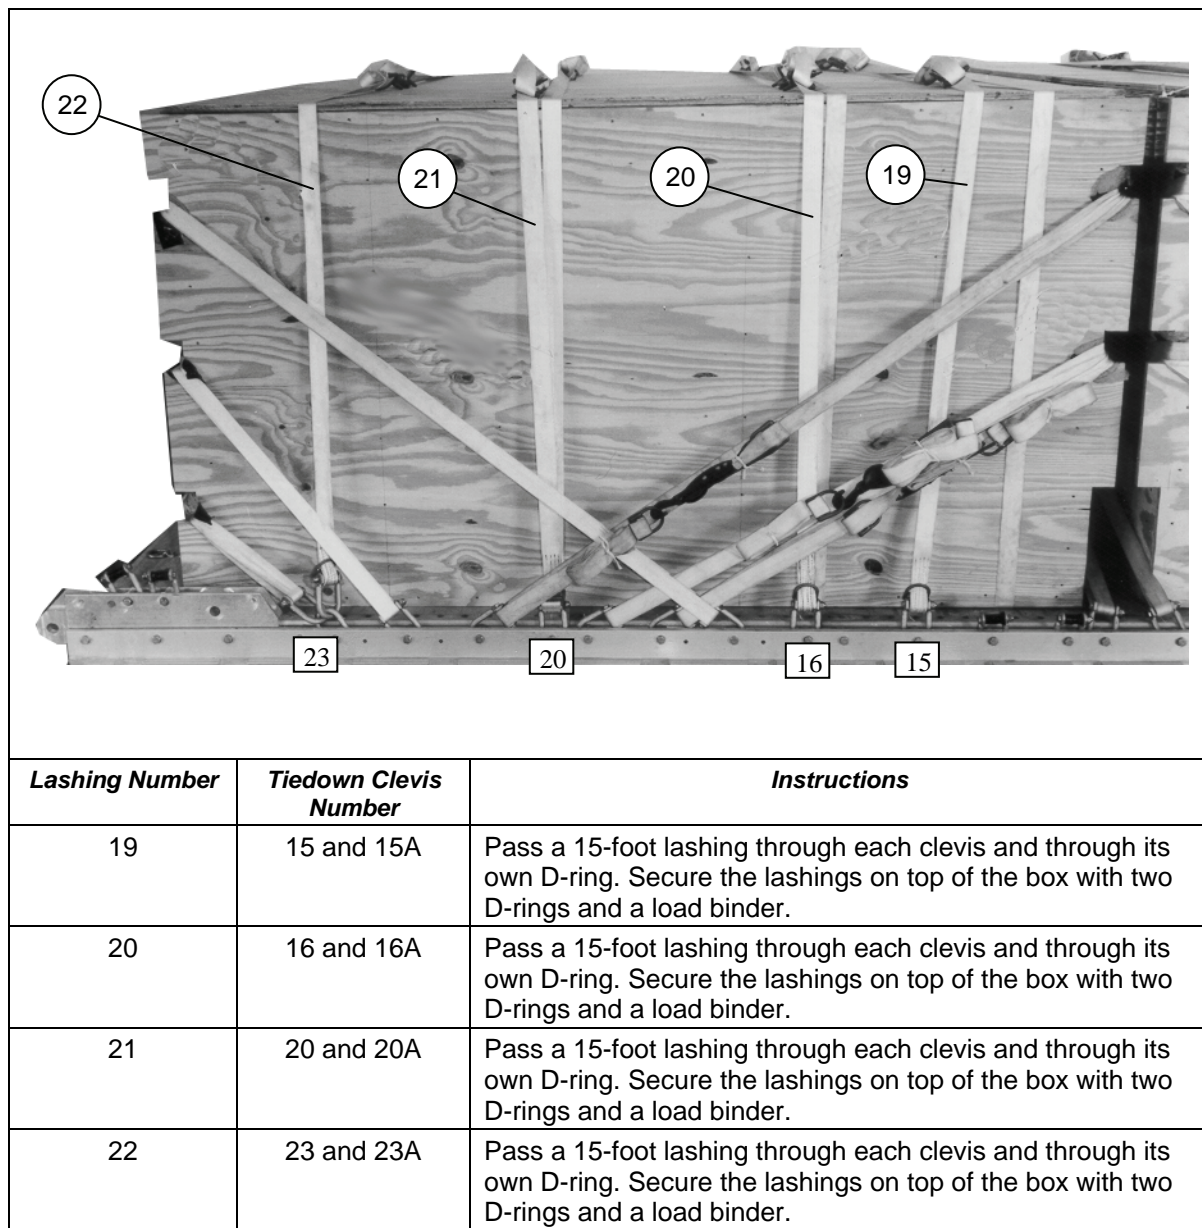 22
21
20
19
23
20
16
15
Lashing Number
Tiedown Clevis
Number
Instructions
19
15 and 15A
Pass a 15-foot lashing through each clevis and through its
own D-ring. Secure the lashings on top of the box with two
D-rings and a load binder.
20
16 and 16A
Pass a 15-foot lashing through each clevis and through its
own D-ring. Secure the lashings on top of the box with two
D-rings and a load binder.
21
20 and 20A
Pass a 15-foot lashing through each clevis and through its
own D-ring. Secure the lashings on top of the box with two
D-rings and a load binder.
22
23 and 23A
Pass a 15-foot lashing through each clevis and through its
own D-ring. Secure the lashings on top of the box with two
D-rings and a load binder.